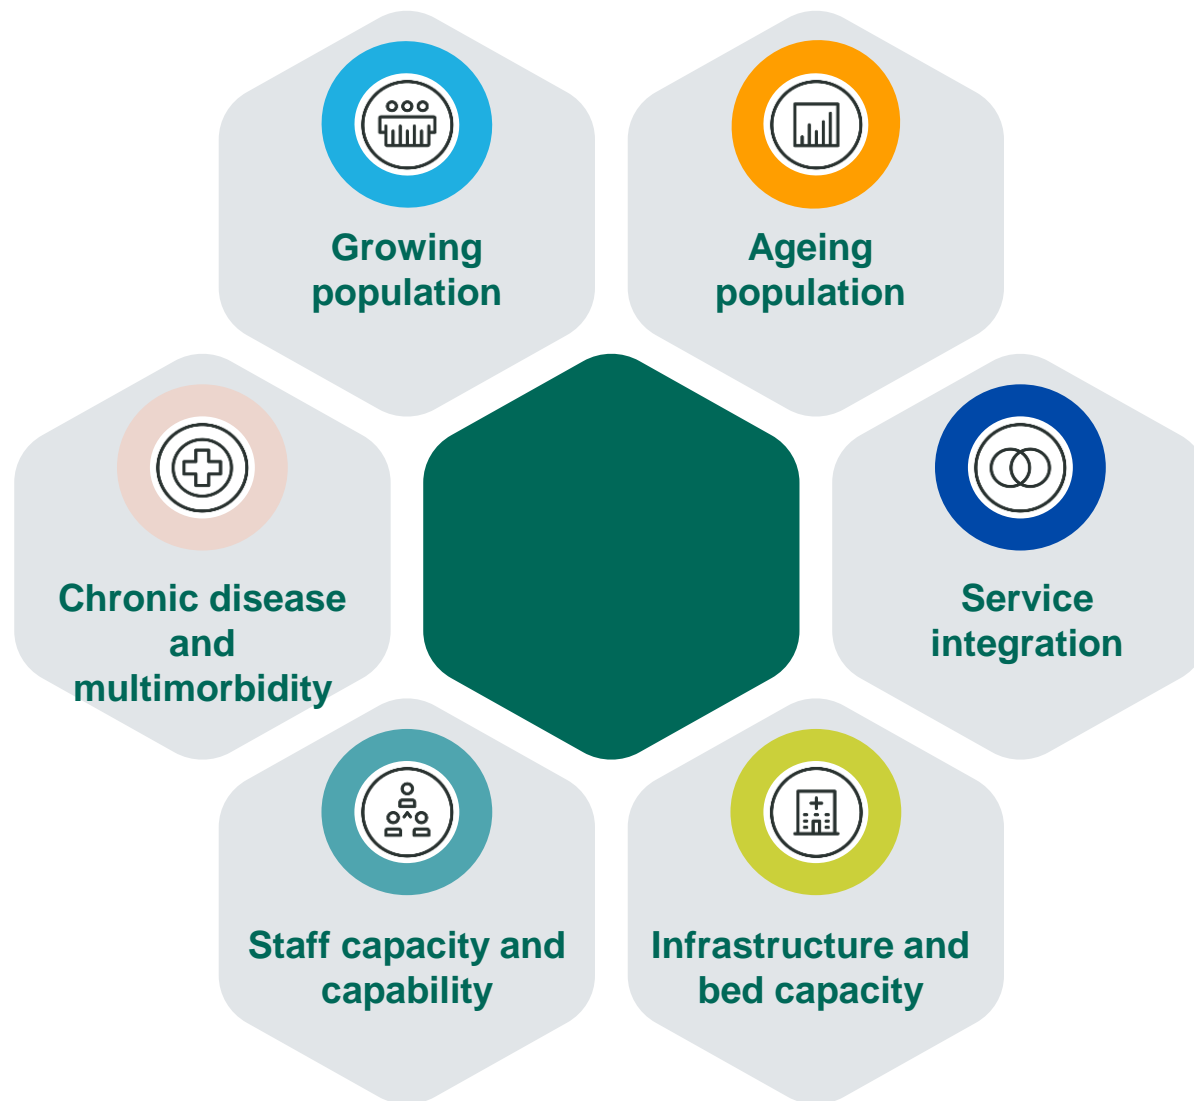 Growing
population
Ageing
population
Chronic disease
and
multimorbidity
Service
integration
Staff capacity and
capability
Infrastructure and
bed capacity